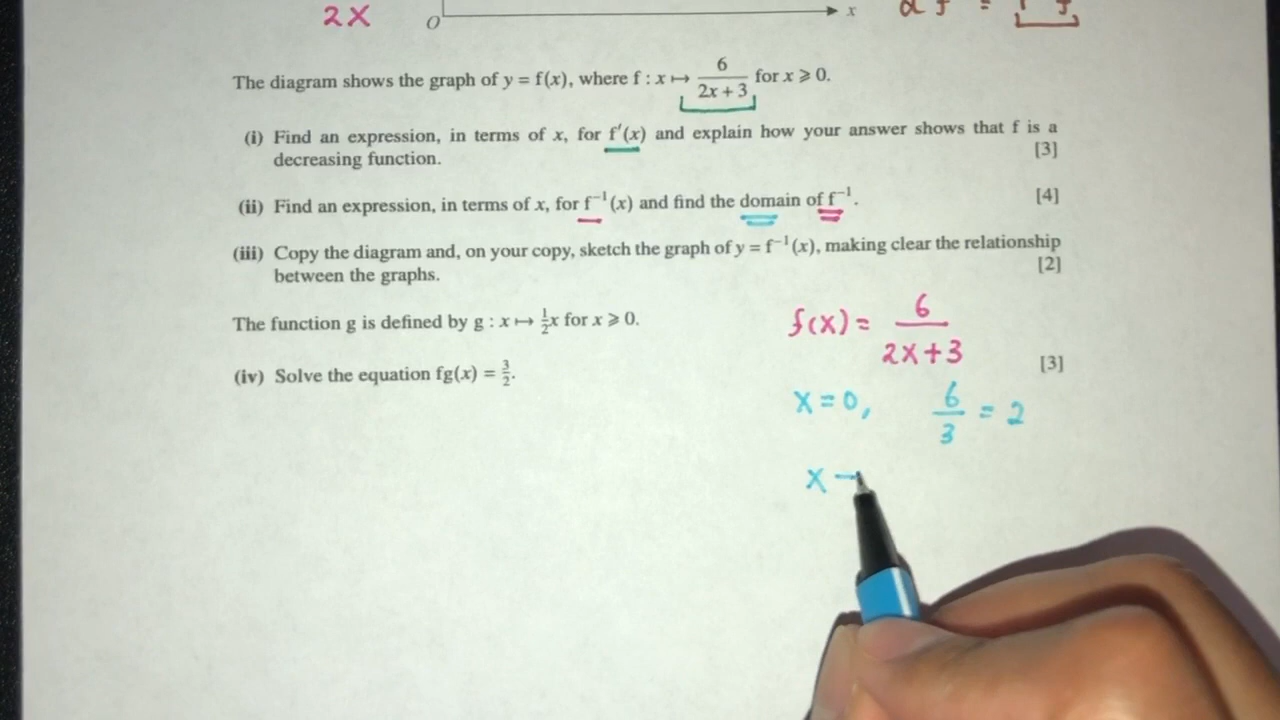 2x O x
The diagram shows the graph of y = f(x), where f : x ↦ 6/(2x + 3) for x ⩾ 0.
(i) Find an expression, in terms of x, for f′(x) and explain how your answer shows that f is a
decreasing function. [3]
(ii) Find an expression, in terms of x, for f⁻¹(x) and find the domain of f⁻¹. [4]
(iii) Copy the diagram and, on your copy, sketch the graph of y = f⁻¹(x), making clear the relationship
between the graphs. [2]
The function g is defined by g : x ↦ ½x for x ⩾ 0.
(iv) Solve the equation fg(x) = 3/2. [3]
f(x) = 6/(2x+3)
x = 0, 6/3 = 2
x